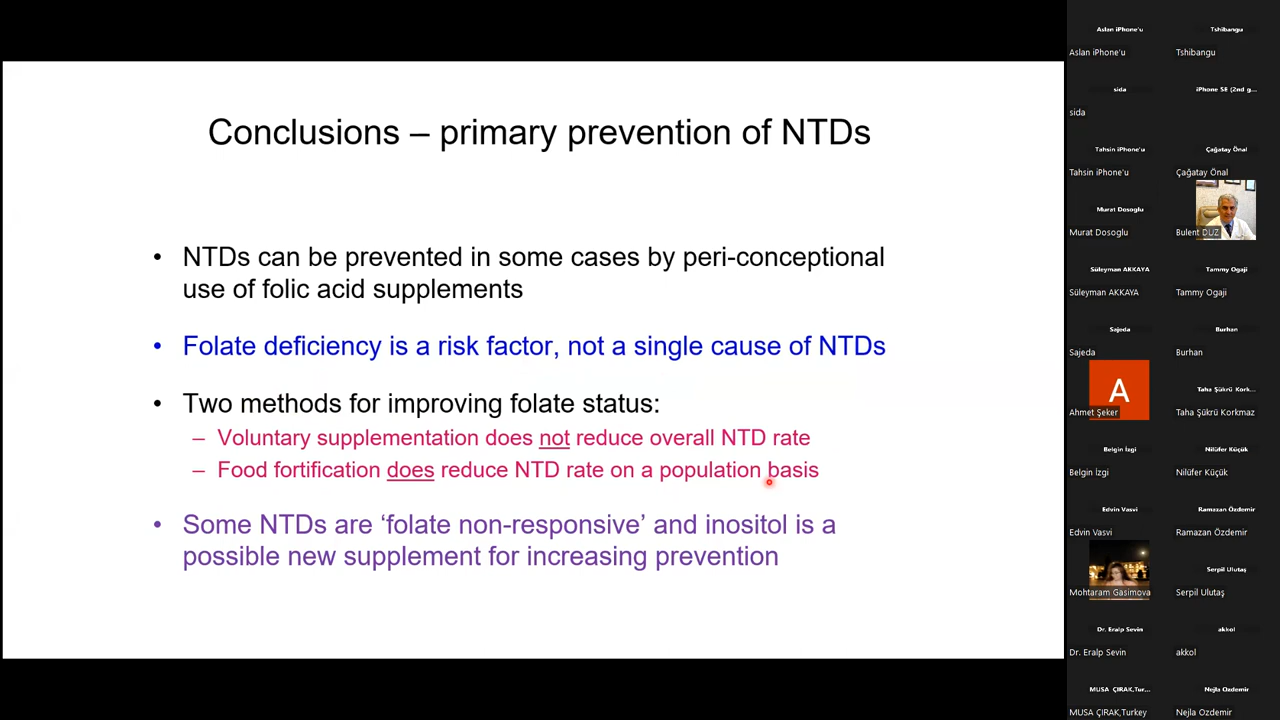 Conclusions – primary prevention of NTDs
• NTDs can be prevented in some cases by peri-conceptional
use of folic acid supplements
• Folate deficiency is a risk factor, not a single cause of NTDs
• Two methods for improving folate status:
– Voluntary supplementation does not reduce overall NTD rate
– Food fortification does reduce NTD rate on a population basis
• Some NTDs are ‘folate non-responsive’ and inositol is a
possible new supplement for increasing prevention
Aslan iPhone'u
Aslan iPhone'u
Tshibangu
Tshibangu
sida
sida
iPhone SE (2nd g...
Tahsin iPhone'u
Tahsin iPhone'u
Çağatay Önal
Çağatay Önal
Murat Dosoglu
Murat Dosoglu
Bulent DUZ
Süleyman AKKAYA
Süleyman AKKAYA
Tammy Ogaji
Tammy Ogaji
Sajeda
Sajeda
Burhan
Burhan
A
Ahmet Şeker
Taha Şükrü Kork...
Taha Şükrü Korkmaz
Belgin İzgi
Belgin İzgi
Nilüfer Küçük
Nilüfer Küçük
Edvin Vasvi
Edvin Vasvi
Ramazan Özdemir
Ramazan Özdemir
Mohtaram Gasimova
Serpil Ulutaş
Serpil Ulutaş
Dr. Eralp Sevin
Dr. Eralp Sevin
akkol
akkol
MUSA ÇIRAK,Tur...
MUSA ÇIRAK,Turkey
Nejla Ozdemir
Nejla Ozdemir